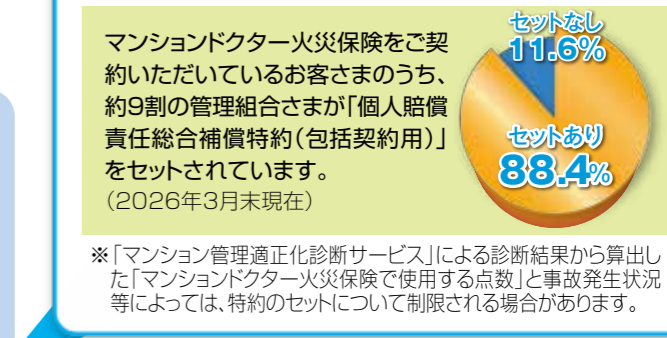 マンションドクター火災保険をご契
約いただいているお客さまのうち、
約9割の管理組合さまが「個人賠償
責任総合補償特約(包括契約用)」
をセットされています。
(2026年3月末現在)
セットなし
11.6%
セットあり
88.4%
※「マンション管理適正化診断サービス」による診断結果から算出し
た「マンションドクター火災保険で使用する点数」と事故発生状況
等によっては、特約のセットについて制限される場合があります。